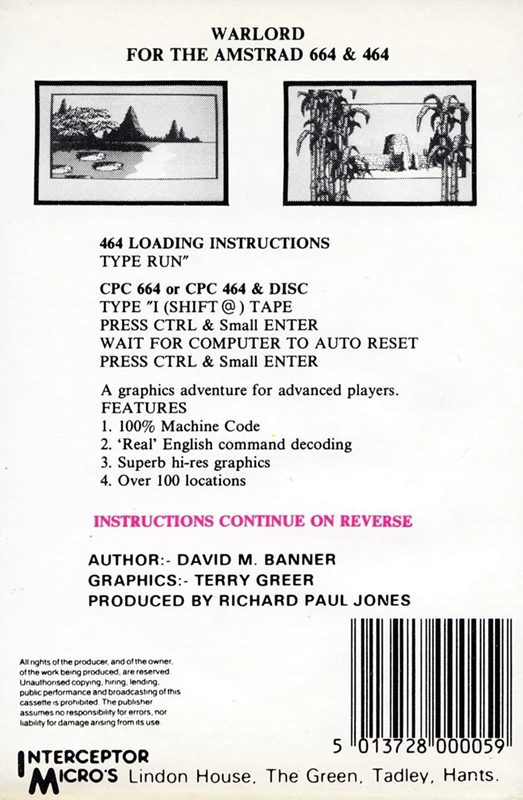 WARLORD
FOR THE AMSTRAD 664 & 464
464 LOADING INSTRUCTIONS
TYPE RUN"
CPC 664 or CPC 464 & DISC
TYPE "I (SHIFT @ ) TAPE
PRESS CTRL & Small ENTER
WAIT FOR COMPUTER TO AUTO RESET
PRESS CTRL & Small ENTER
A graphics adventure for advanced players.
FEATURES
1. 100% Machine Code
2. ‘Real’ English command decoding
3. Superb hi-res graphics
4. Over 100 locations
INSTRUCTIONS CONTINUE ON REVERSE
AUTHOR:- DAVID M. BANNER
GRAPHICS:- TERRY GREER
PRODUCED BY RICHARD PAUL JONES
All rights of the producer, and of the owner,
of the work being produced, are reserved.
Unauthorised copying, hiring, lending,
public performance and broadcasting of this
cassette is prohibited. The publisher
assumes no responsibility for errors, nor
liability for damage arising from its use.
5 013728 000059
INTERCEPTOR
MICRO'S Lindon House, The Green, Tadley, Hants.